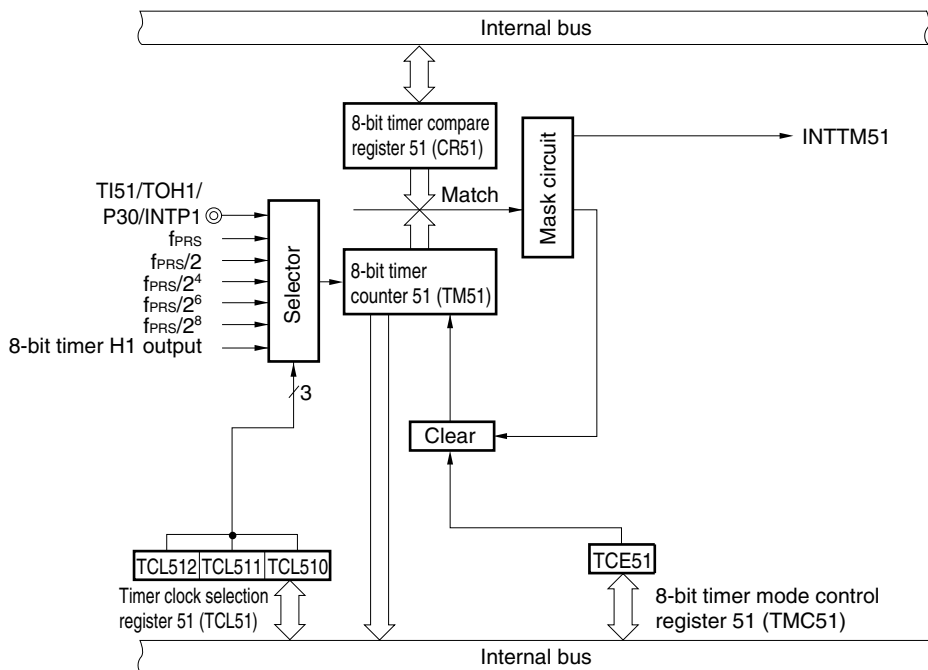 Internal bus
8-bit timer compare
register 51 (CR51)
Mask circuit
INTTM51
TI51/TOH1/
P30/INTP1
Match
fPRS
fPRS/2
fPRS/2⁴
fPRS/2⁶
fPRS/2⁸
8-bit timer H1 output
Selector
8-bit timer
counter 51 (TM51)
3
Clear
TCL512 TCL511 TCL510
Timer clock selection
register 51 (TCL51)
TCE51
8-bit timer mode control
register 51 (TMC51)
Internal bus